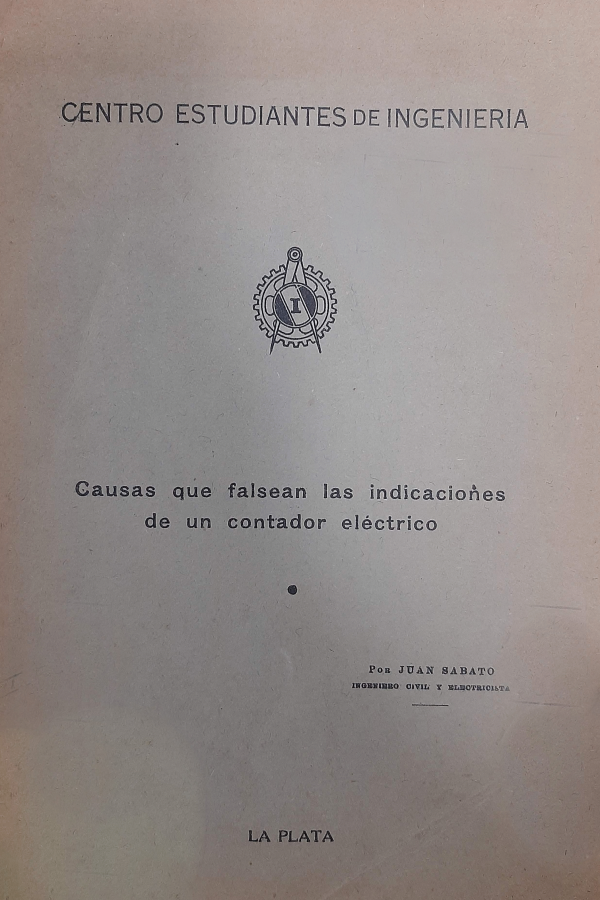 CENTRO ESTUDIANTES DE INGENIERIA
I
Causas que falsean las indicaciones
de un contador eléctrico
Por JUAN SABATO
INGENIERO CIVIL Y ELECTRICISTA
LA PLATA